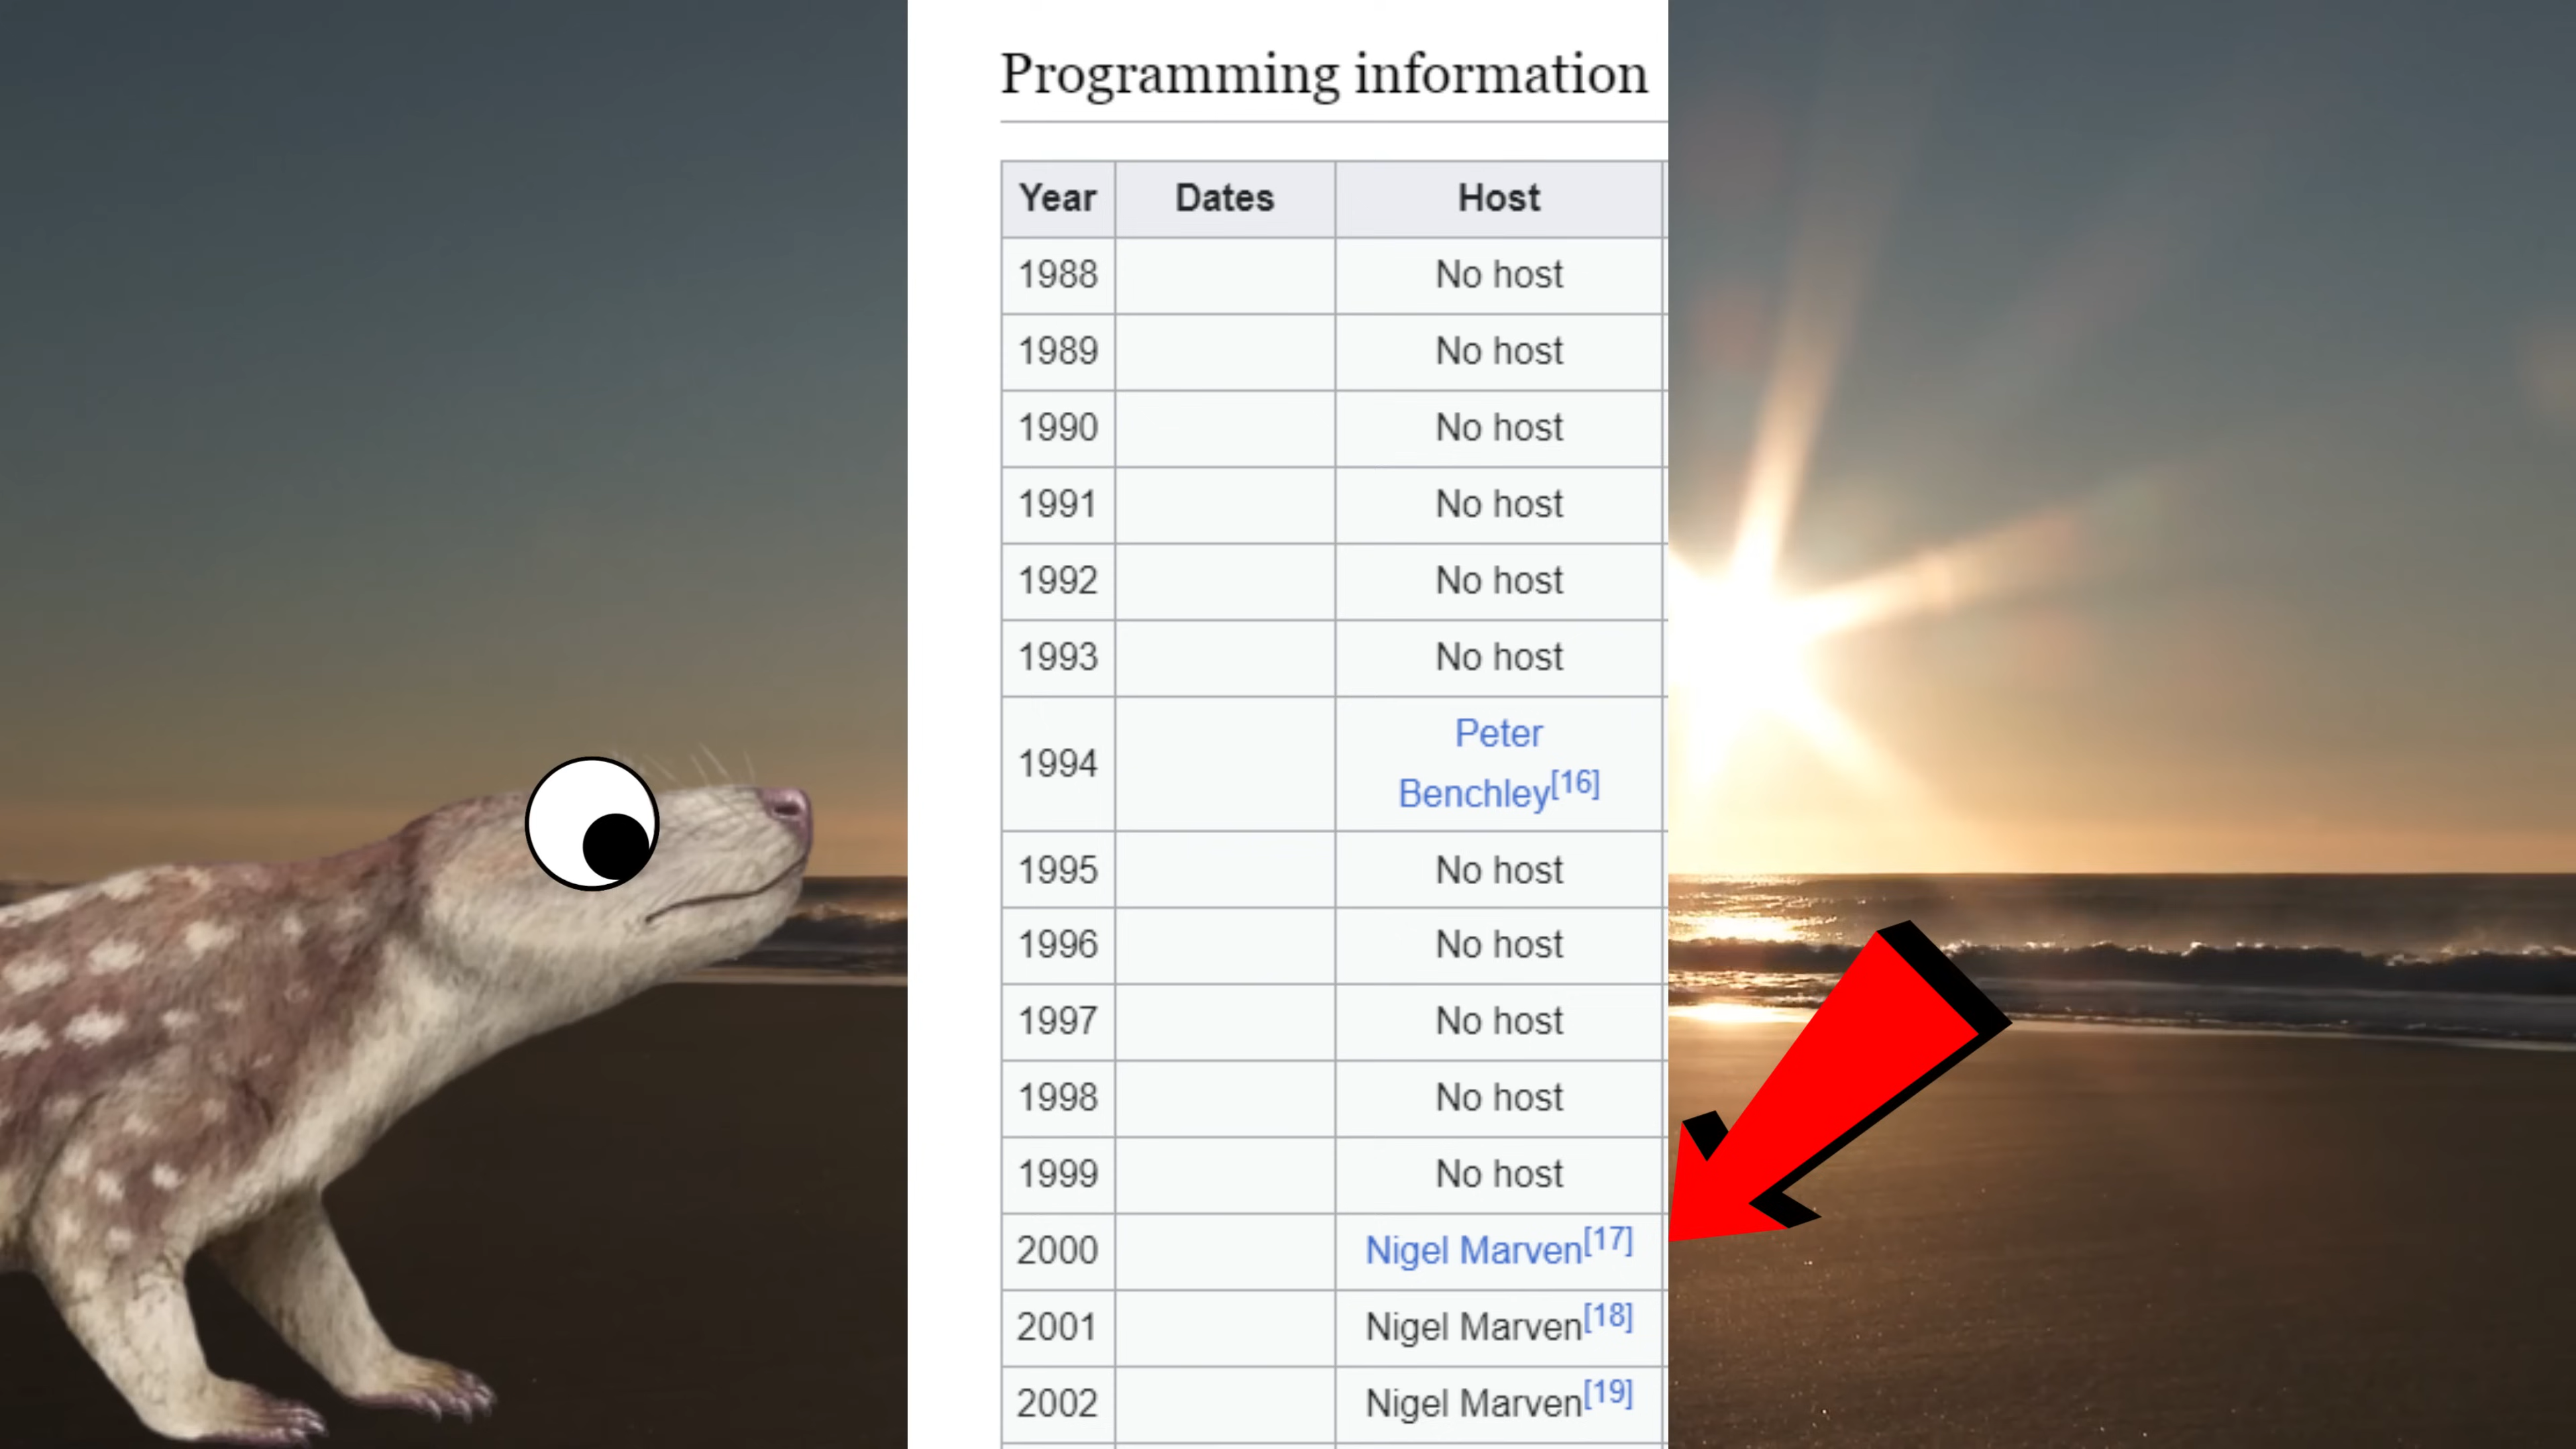 Programming information
Year Dates Host
1988 No host
1989 No host
1990 No host
1991 No host
1992 No host
1993 No host
1994 Peter
Benchley[16]
1995 No host
1996 No host
1997 No host
1998 No host
1999 No host
2000 Nigel Marven[17]
2001 Nigel Marven[18]
2002 Nigel Marven[19]